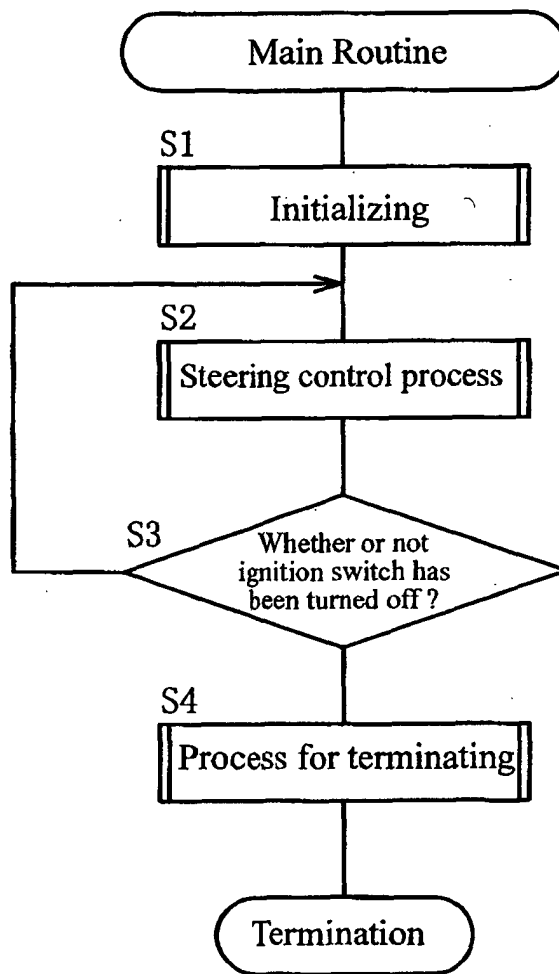 Main Routine
S1
Initializing
S2
Steering control process
S3
Whether or not
ignition switch has
been turned off ?
S4
Process for terminating
Termination